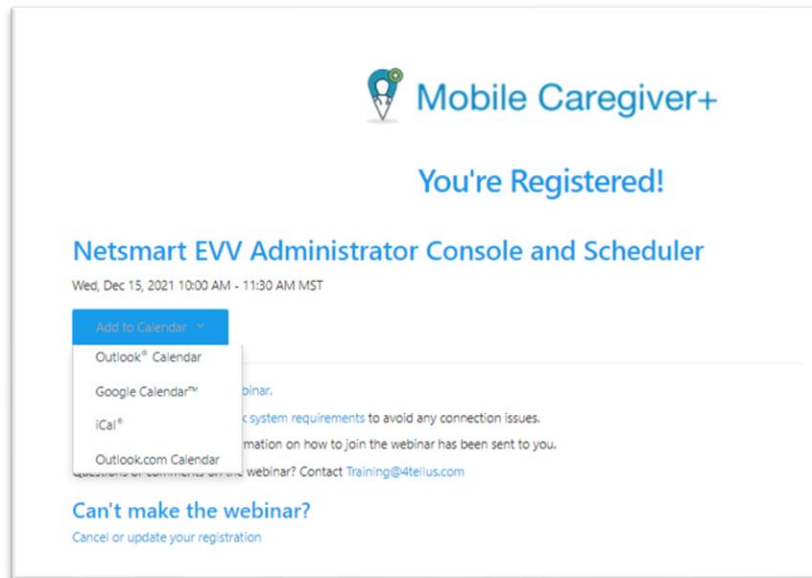 Mobile Caregiver+
You're Registered!
Netsmart EVV Administrator Console and Scheduler
Wed, Dec 15, 2021 10:00 AM - 11:30 AM MST
Add to Calendar
Outlook® Calendar
Google Calendar™
iCal®
Outlook.com Calendar
system requirements to avoid any connection issues.
on how to join the webinar has been sent to you.
webinar? Contact Training@4tellus.com
Can't make the webinar?
Cancel or update your registration